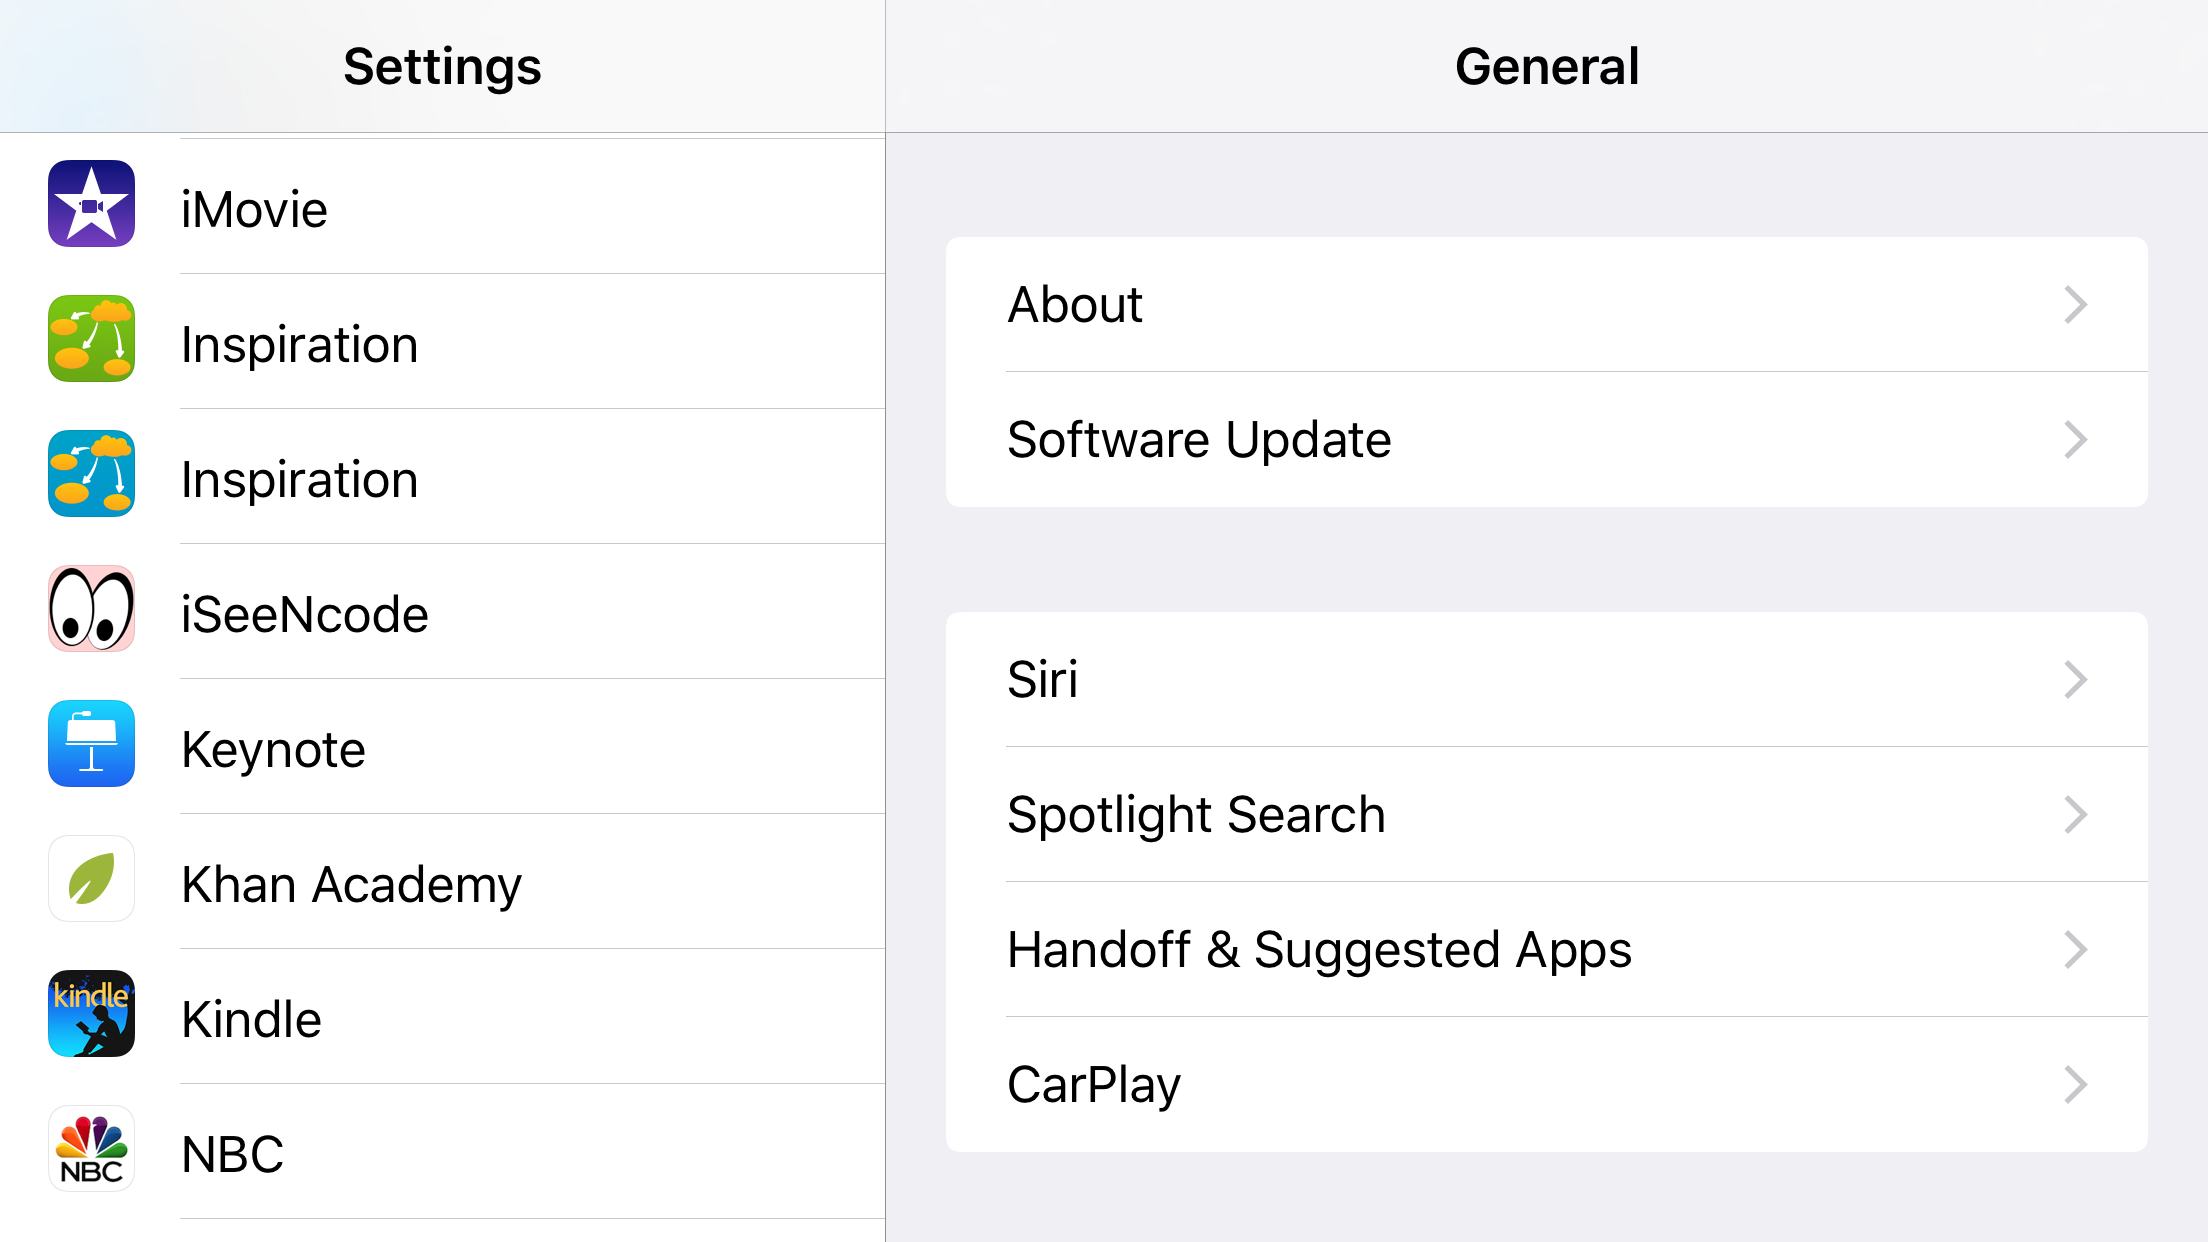 Settings
iMovie
Inspiration
Inspiration
iSeeNcode
Keynote
Khan Academy
kindle
Kindle
NBC
NBC
General
About
Software Update
Siri
Spotlight Search
Handoff & Suggested Apps
CarPlay